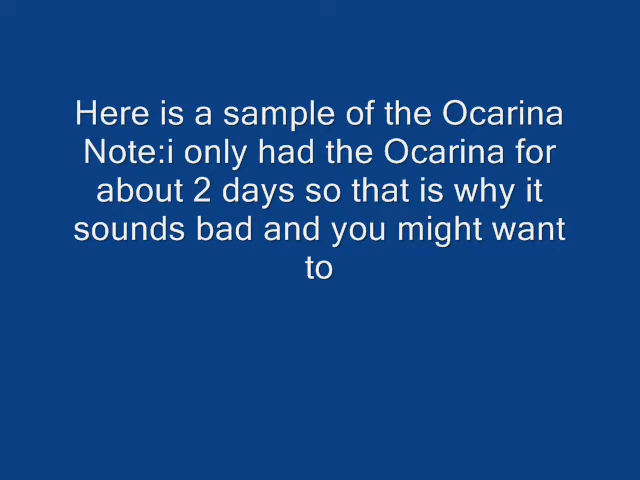 Here is a sample of the Ocarina
Note:i only had the Ocarina for
about 2 days so that is why it
sounds bad and you might want
to